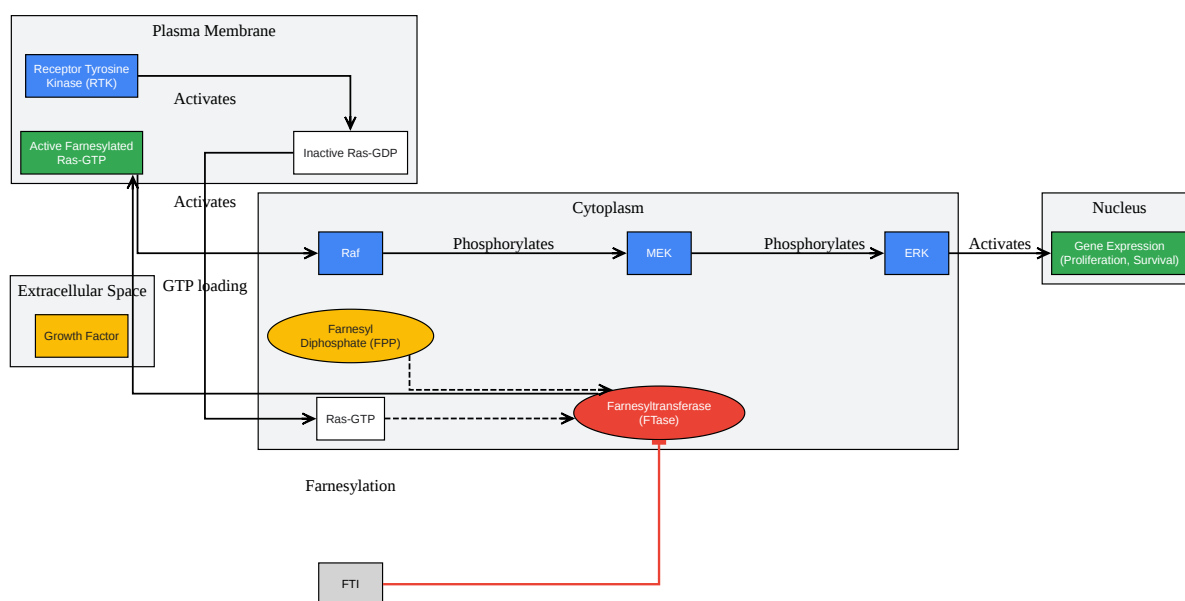 Plasma Membrane
Receptor Tyrosine
Kinase (RTK)
Activates
Active Farnesylated
Ras-GTP
Inactive Ras-GDP
Activates
Cytoplasm
Nucleus
Raf
Phosphorylates
MEK
Phosphorylates
ERK
Activates
Gene Expression
(Proliferation, Survival)
Extracellular Space
GTP loading
Growth Factor
Farnesyl
Diphosphate (FPP)
Ras-GTP
Farnesyltransferase
(FTase)
Farnesylation
FTI